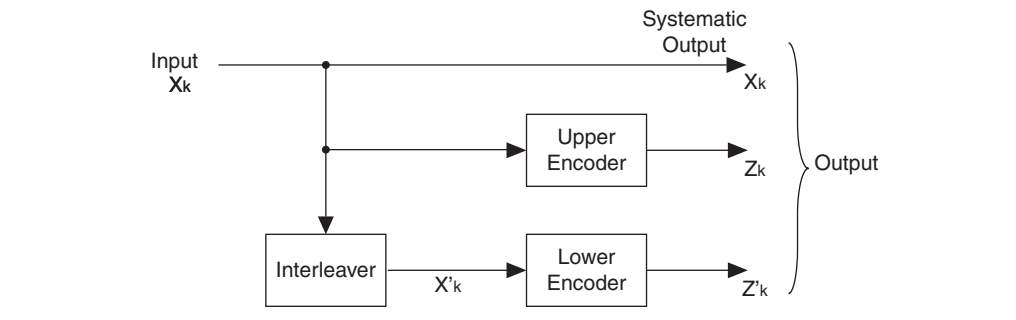 Systematic
Output
Input
Xk
Xk
Upper
Encoder
Zk
Output
Interleaver
X'k
Lower
Encoder
Z'k